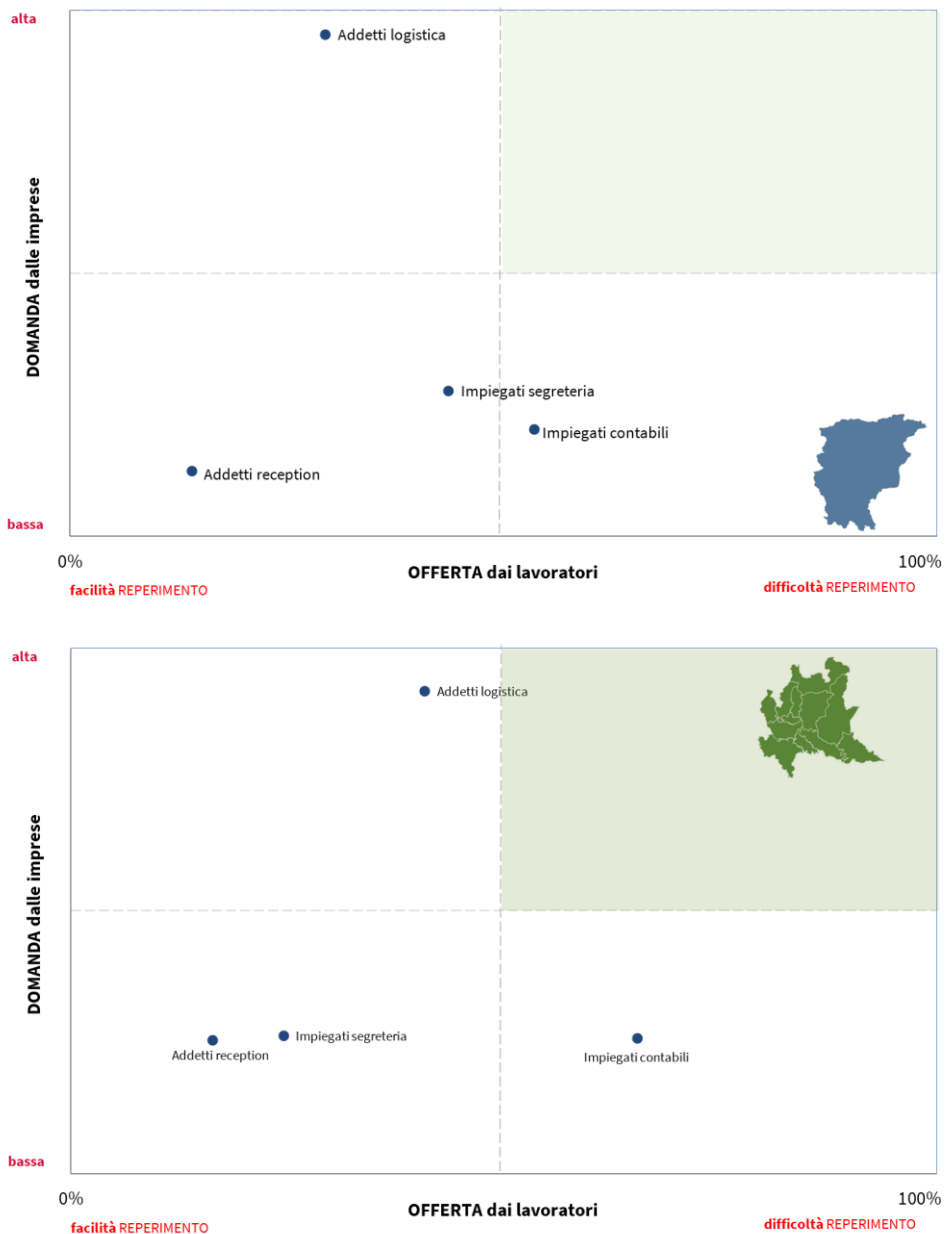 alta
Addetti logistica
DOMANDA dalle imprese
Impiegati segreteria
Impiegati contabili
Addetti reception
bassa
0%
100%
OFFERTA dai lavoratori
facilità REPERIMENTO
difficoltà REPERIMENTO
alta
Addetti logistica
DOMANDA dalle imprese
Impiegati segreteria
Addetti reception
Impiegati contabili
bassa
0%
100%
OFFERTA dai lavoratori
facilità REPERIMENTO
difficoltà REPERIMENTO